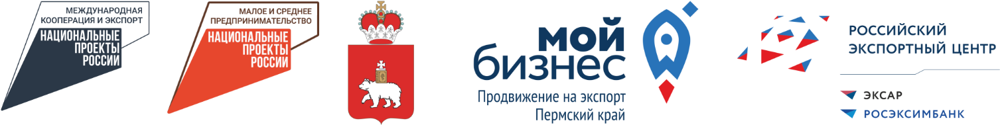 МЕЖДУНАРОДНАЯ
КООПЕРАЦИЯ И ЭКСПОРТ
НАЦИОНАЛЬНЫЕ
ПРОЕКТЫ
РОССИИ
МАЛОЕ И СРЕДНЕЕ
ПРЕДПРИНИМАТЕЛЬСТВО
НАЦИОНАЛЬНЫЕ
ПРОЕКТЫ
РОССИИ
мой
бизнес
Продвижение на экспорт
Пермский край
РОССИЙСКИЙ
ЭКСПОРТНЫЙ ЦЕНТР
ЭКСАР
РОСЭКСИМБАНК